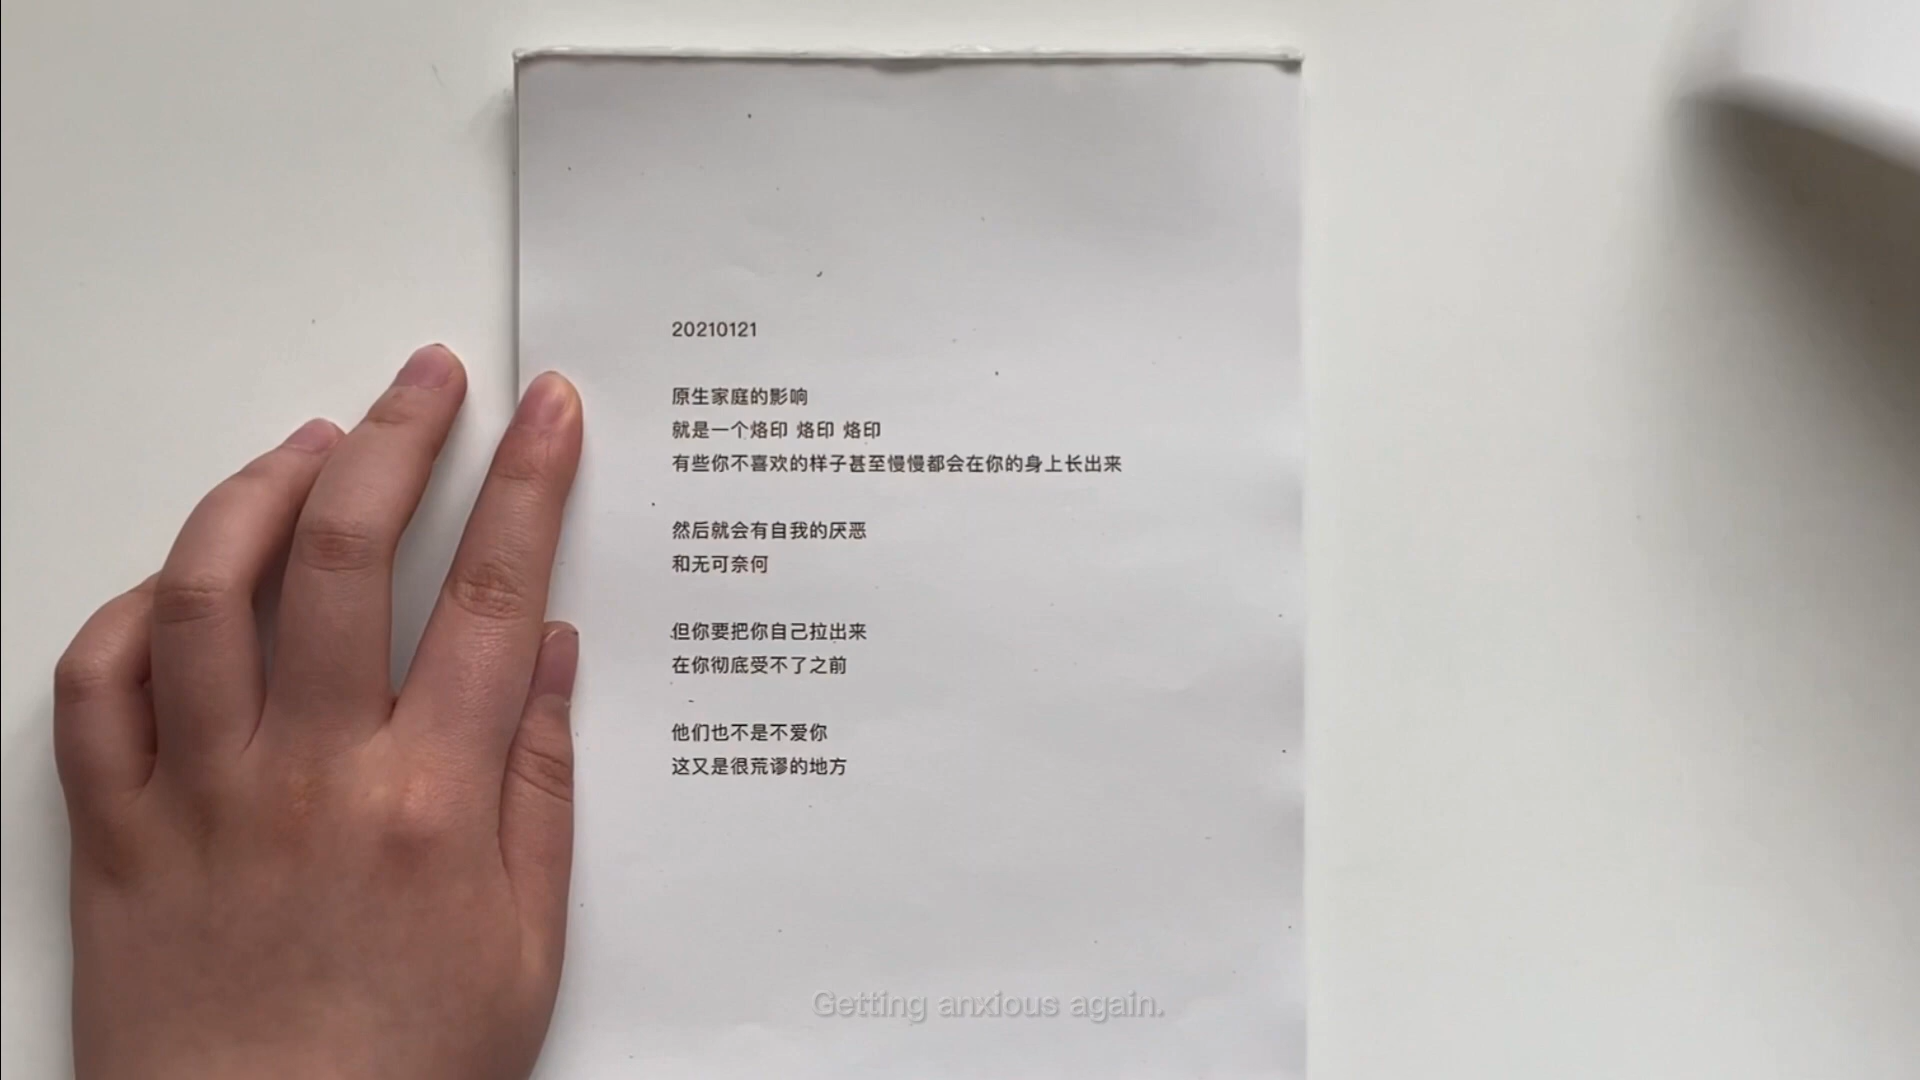 20210121
原生家庭的影响
就是一个烙印 烙印 烙印
有些你不喜欢的样子甚至慢慢都会在你的身上长出来
然后就会有自我的厌恶
和无可奈何
但你要把你自己拉出来
在你彻底受不了之前
他们也不是不爱你
这又是很荒谬的地方
Getting anxious again.